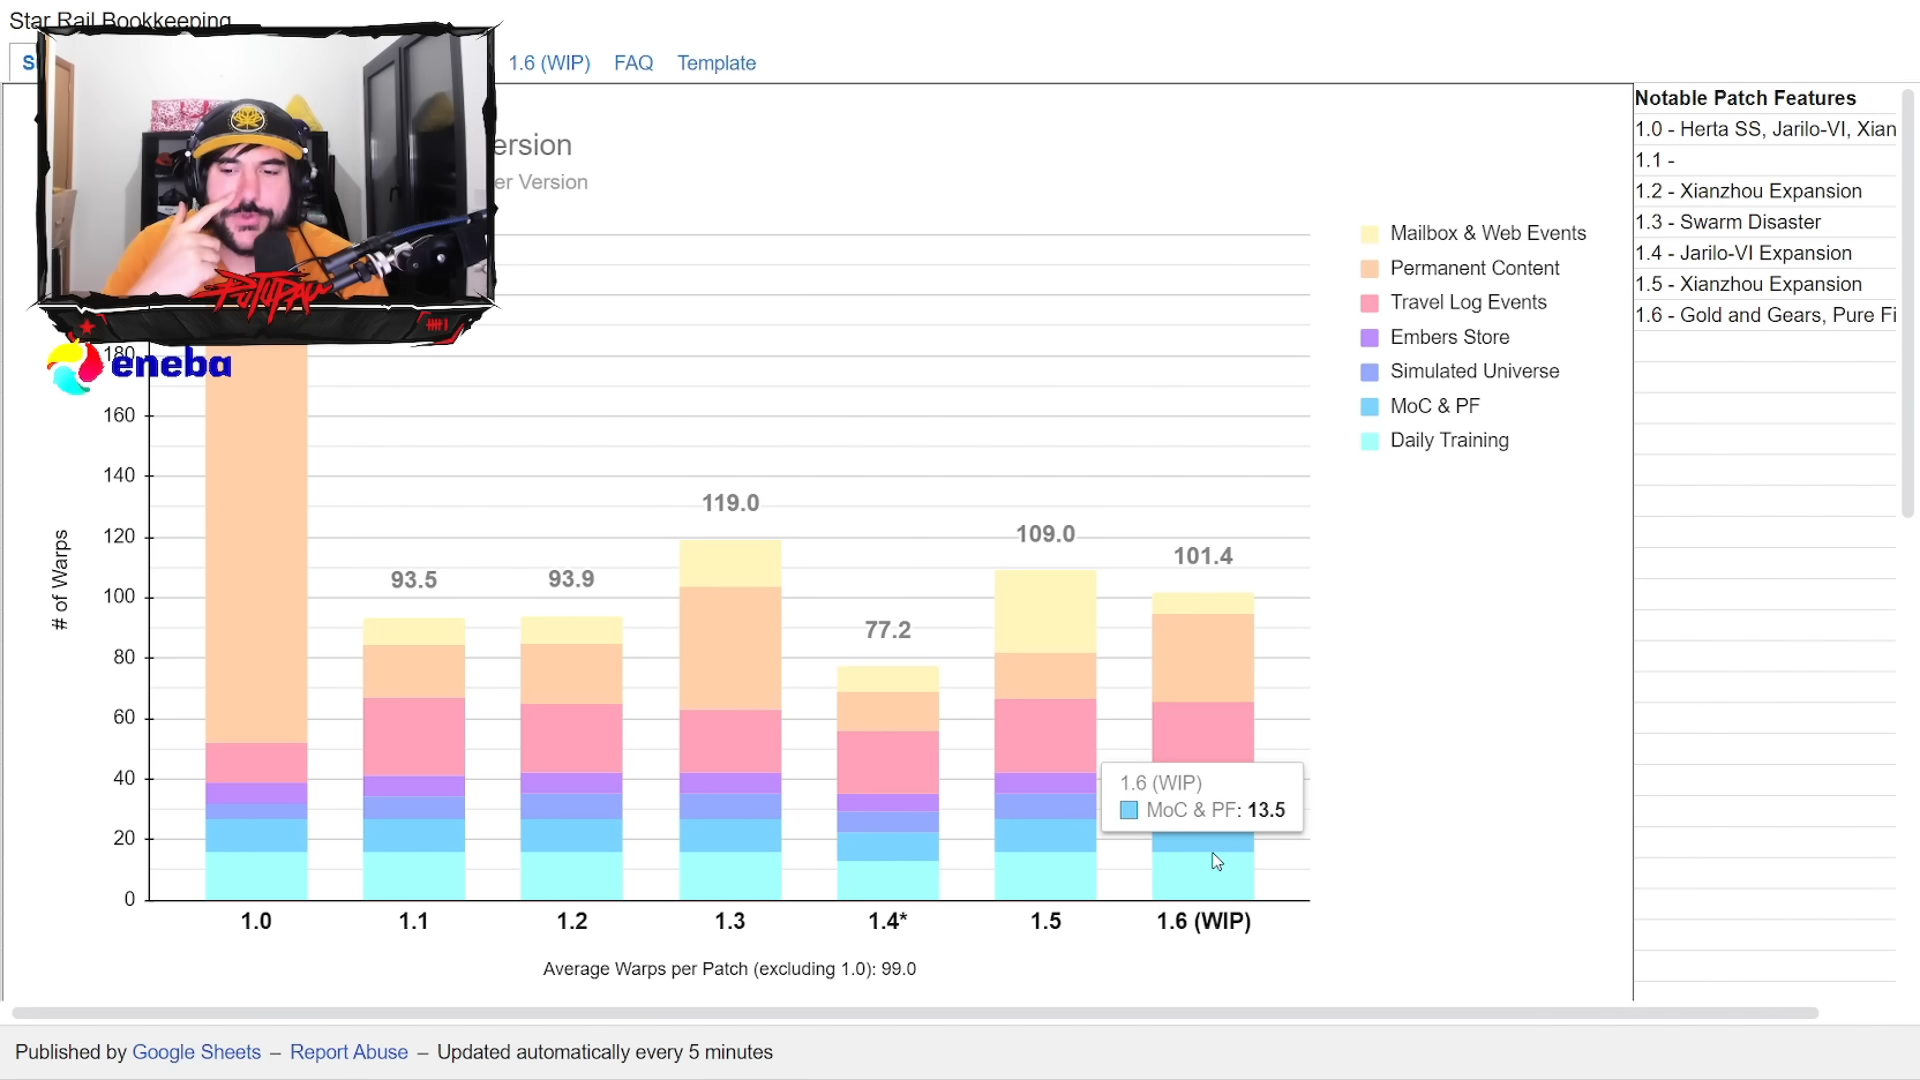 Star Rail Bookkeeping
1.6 (WIP)
FAQ
Template
ersion
er Version
PUTUPAU
eneba
Mailbox & Web Events
Permanent Content
Travel Log Events
Embers Store
Simulated Universe
MoC & PF
Daily Training
# of Warps
180
160
140
120
100
80
60
40
20
0
93.5
93.9
119.0
77.2
109.0
101.4
1.6 (WIP)
MoC & PF: 13.5
1.0
1.1
1.2
1.3
1.4*
1.5
1.6 (WIP)
Average Warps per Patch (excluding 1.0): 99.0
Notable Patch Features
1.0 - Herta SS, Jarilo-VI, Xian
1.1 -
1.2 - Xianzhou Expansion
1.3 - Swarm Disaster
1.4 - Jarilo-VI Expansion
1.5 - Xianzhou Expansion
1.6 - Gold and Gears, Pure Fi
Published by Google Sheets – Report Abuse – Updated automatically every 5 minutes